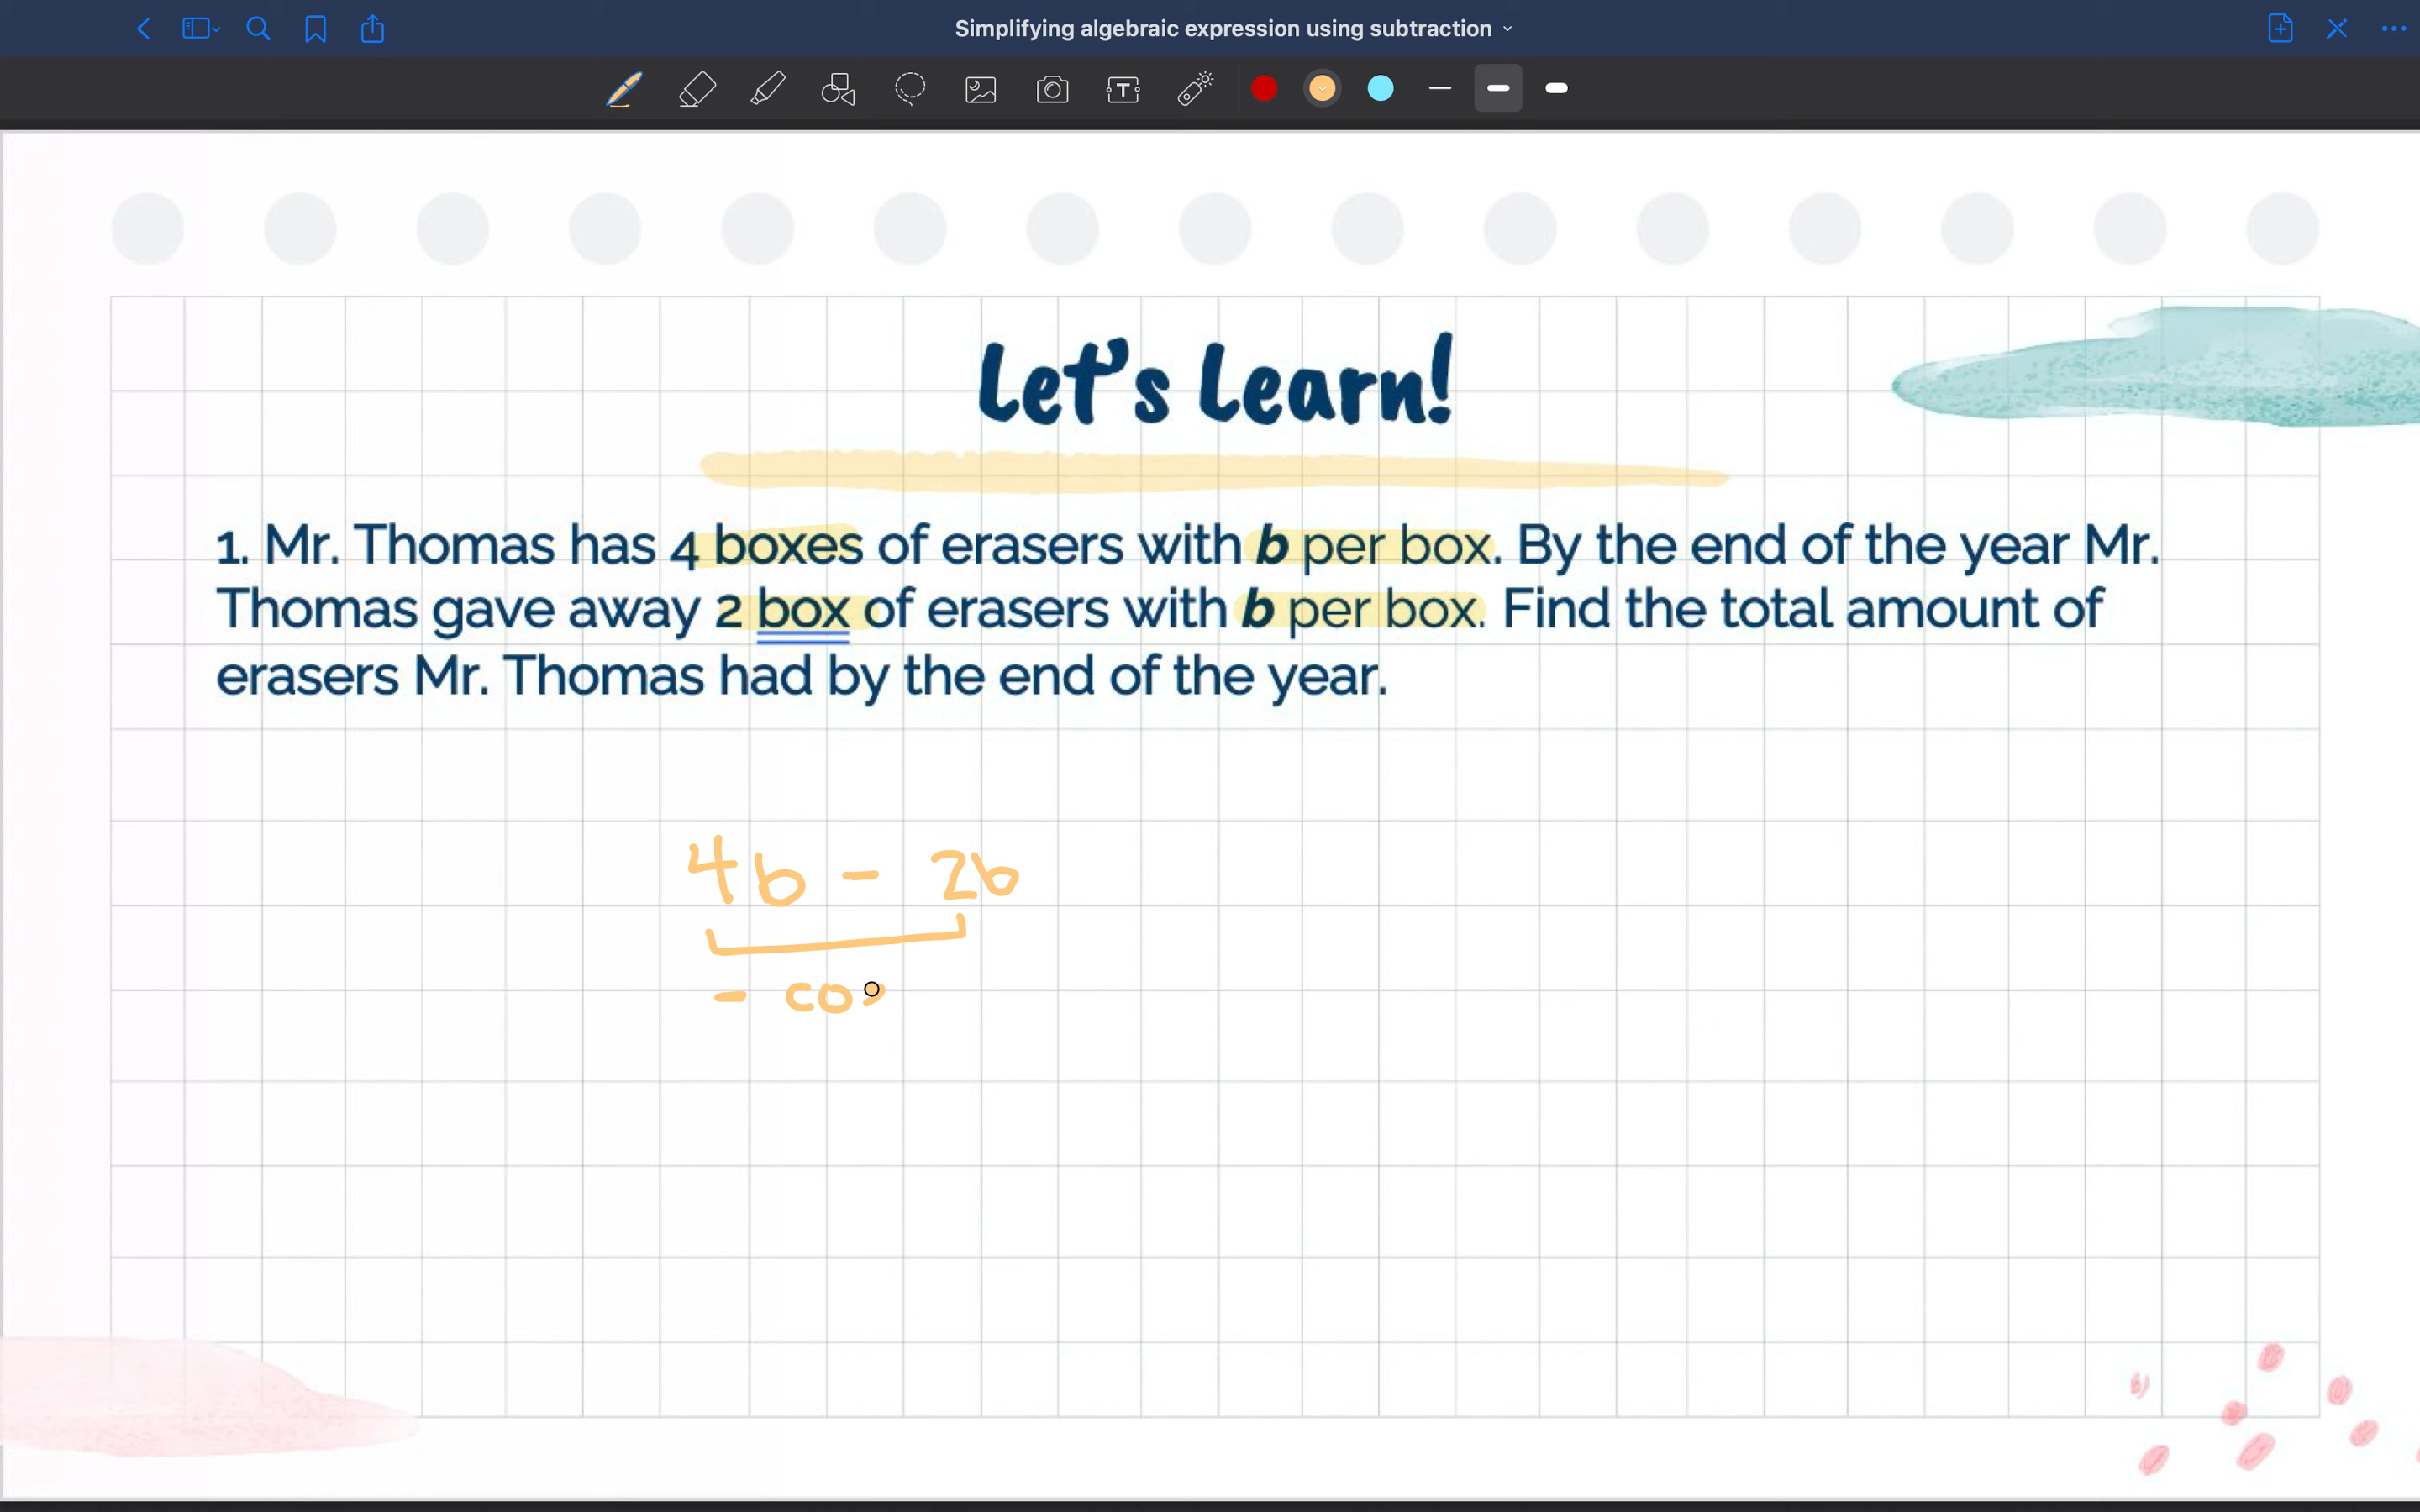 Simplifying algebraic expression using subtraction
Let's Learn!
1. Mr. Thomas has 4 boxes of erasers with b per box. By the end of the year Mr.
Thomas gave away 2 box of erasers with b per box. Find the total amount of
erasers Mr. Thomas had by the end of the year.
4b - 2b
- co